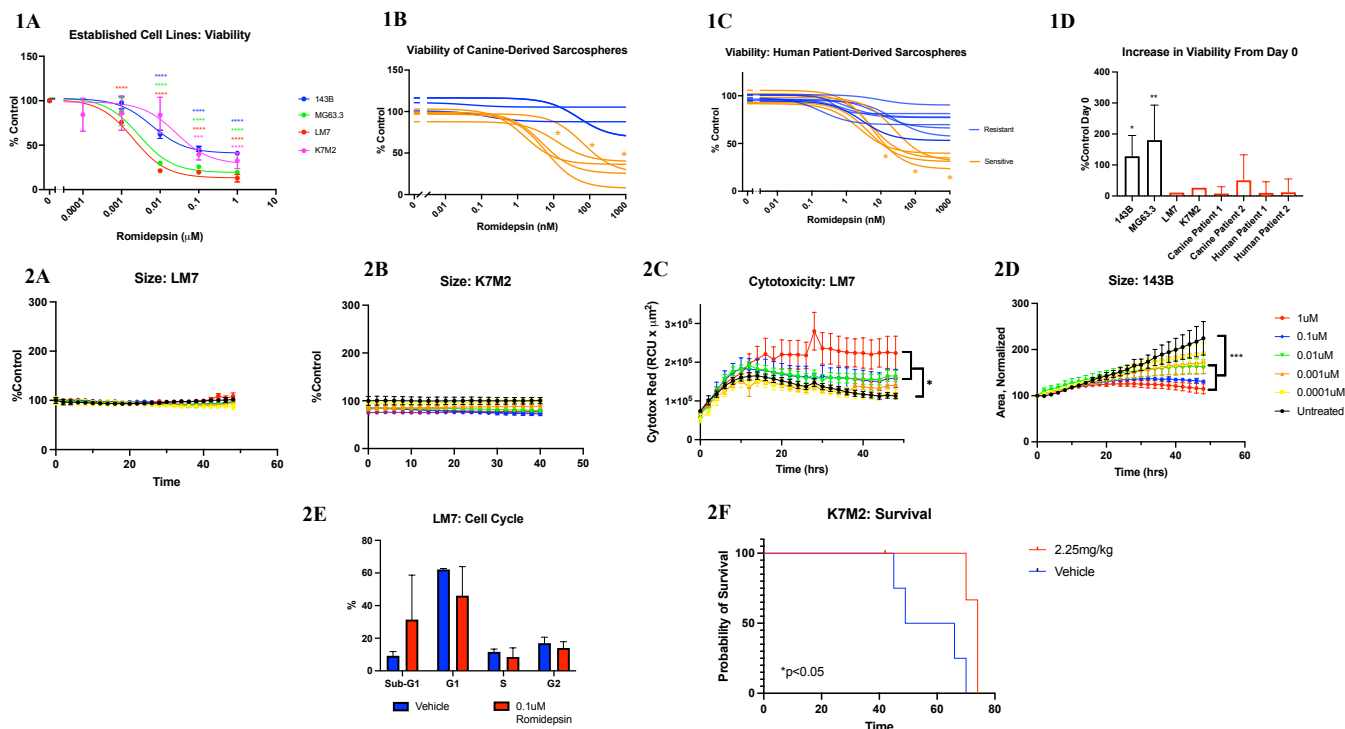 1A
Established Cell Lines: Viability
% Control
150
100
50
0
0
0.0001
0.001
0.01
0.1
1
Romidepsin (μM)
****
****
****
****
****
****
****
***
****
****
****
****
143B
MG63.3
LM7
K7M2
1B
Viability of Canine-Derived Sarcospheres
% Control
150
100
50
0
0
0.01
0.1
1
10
100
1000
Romidepsin (nM)
*
*
*
1C
Viability: Human Patient-Derived Sarcospheres
% Control
150
100
50
0
0
0.01
0.1
1
10
100
1000
Romidepsin (nM)
*
*
*
Resistant
Sensitive
1D
Increase in Viability From Day 0
%Control Day 0
400
300
200
100
0
*
**
143B
MG63.3
LM7
K7M2
Canine Patient 1
Canine Patient 2
Human Patient 1
Human Patient 2
2A
Size: LM7
%Control
300
200
100
0
0
20
40
60
Time
2B
Size: K7M2
%Control
300
200
100
0
0
10
20
30
40
50
Time
2C
Cytotoxicity: LM7
Cytox Red (RCU x μm²)
3×10⁵
2×10⁵
1×10⁵
0
0
20
40
60
Time (hrs)
*
2D
Size: 143B
Area, Normalized
300
200
150
100
0
0
20
40
60
Time (hrs)
***
1uM
0.1uM
0.01uM
0.001uM
0.0001uM
Untreated
2E
LM7: Cell Cycle
%
80
60
40
20
0
Sub-G1
G1
S
G2
Vehicle
0.1uM
Romidepsin
2F
K7M2: Survival
Probability of Survival
100
50
0
*p<0.05
0
20
40
60
80
Time
2.25mg/kg
Vehicle